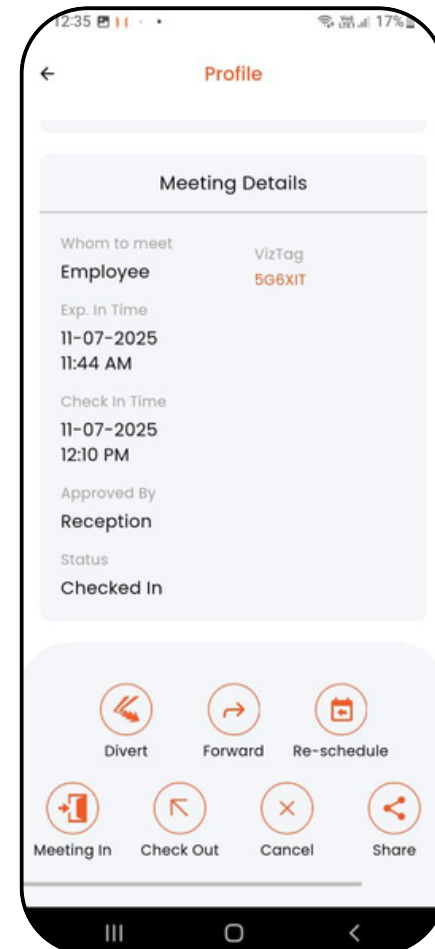 12:35 17%
Profile
Meeting Details
Whom to meet
Employee
VizTag
5G6XIT
Exp. In Time
11-07-2025
11:44 AM
Check In Time
11-07-2025
12:10 PM
Approved By
Reception
Status
Checked In
Divert Forward Re-schedule
Meeting In Check Out Cancel Share